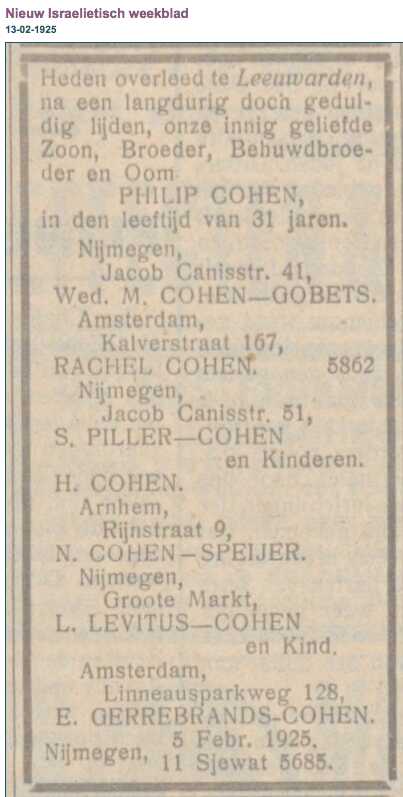 Nieuw Israelietisch weekblad
13-02-1925
Heden overleed te Leeuwarden,
na een langdurig doch gedul-
dig lijden, onze innig geliefde
Zoon, Broeder, Behuwdbroe-
der en Oom
PHILIP COHEN,
in den leeftijd van 31 jaren.
Nijmegen,
Jacob Canisstr. 41,
Wed. M. COHEN—GOBETS.
Amsterdam,
Kalverstraat 167,
RACHEL COHEN. 5862
Nijmegen,
Jacob Canisstr. 51,
S. PILLER—COHEN
en Kinderen.
H. COHEN.
Arnhem,
Rijnstraat 9,
N. COHEN—SPEIJER.
Nijmegen,
Groote Markt,
L. LEVITUS—COHEN
en Kind.
Amsterdam,
Linneausparkweg 128,
E. GERREBRANDS-COHEN.
Nijmegen, 5 Febr. 1925.
11 Sjewat 5685.